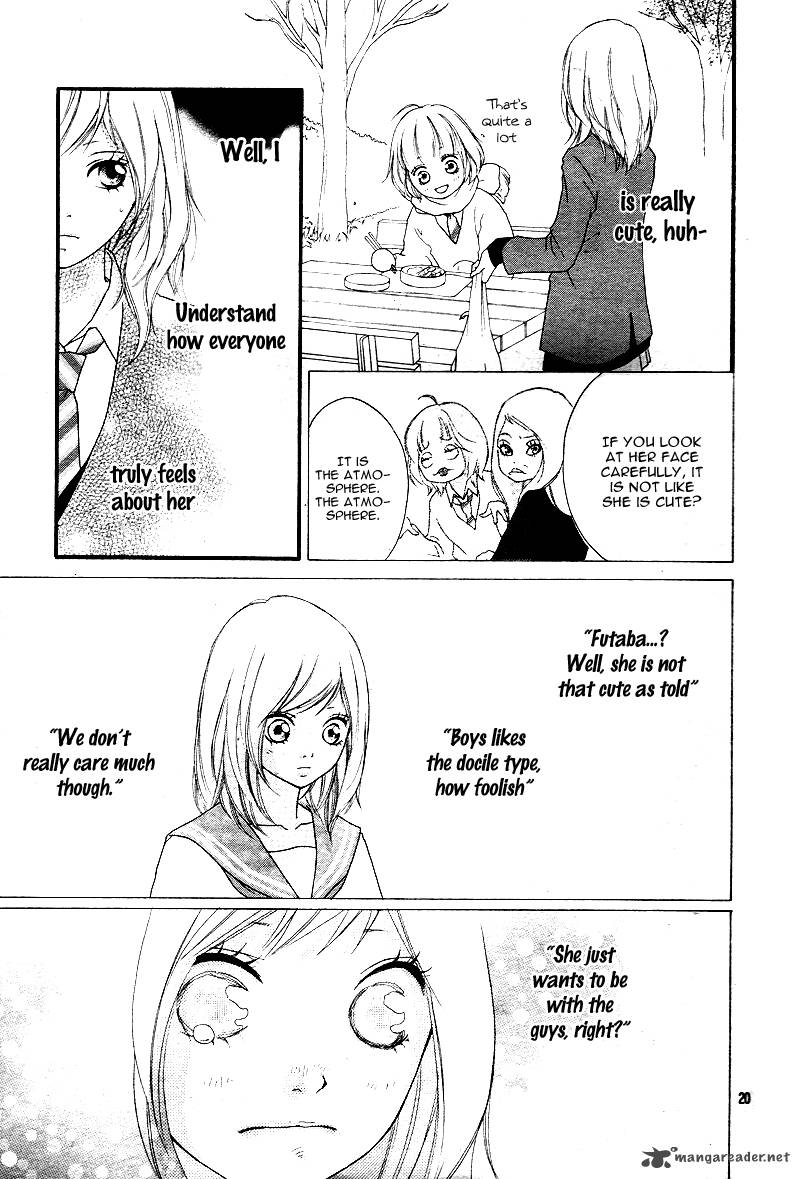 That's
quite a
lot
is really
cute, huh-
Well, I
Understand
how everyone
truly feels
about her
IF YOU LOOK
AT HER FACE
CAREFULLY, IT
IS NOT LIKE
SHE IS CUTE?
IT IS
THE ATMO-
SPHERE.
THE ATMO-
SPHERE.
"Futaba...?
Well, she is not
that cute as told"
"Boys likes
the docile type,
how foolish"
"We don't
really care much
though."
"She just
wants to be
with the
guys, right?"
20
mangareader.net